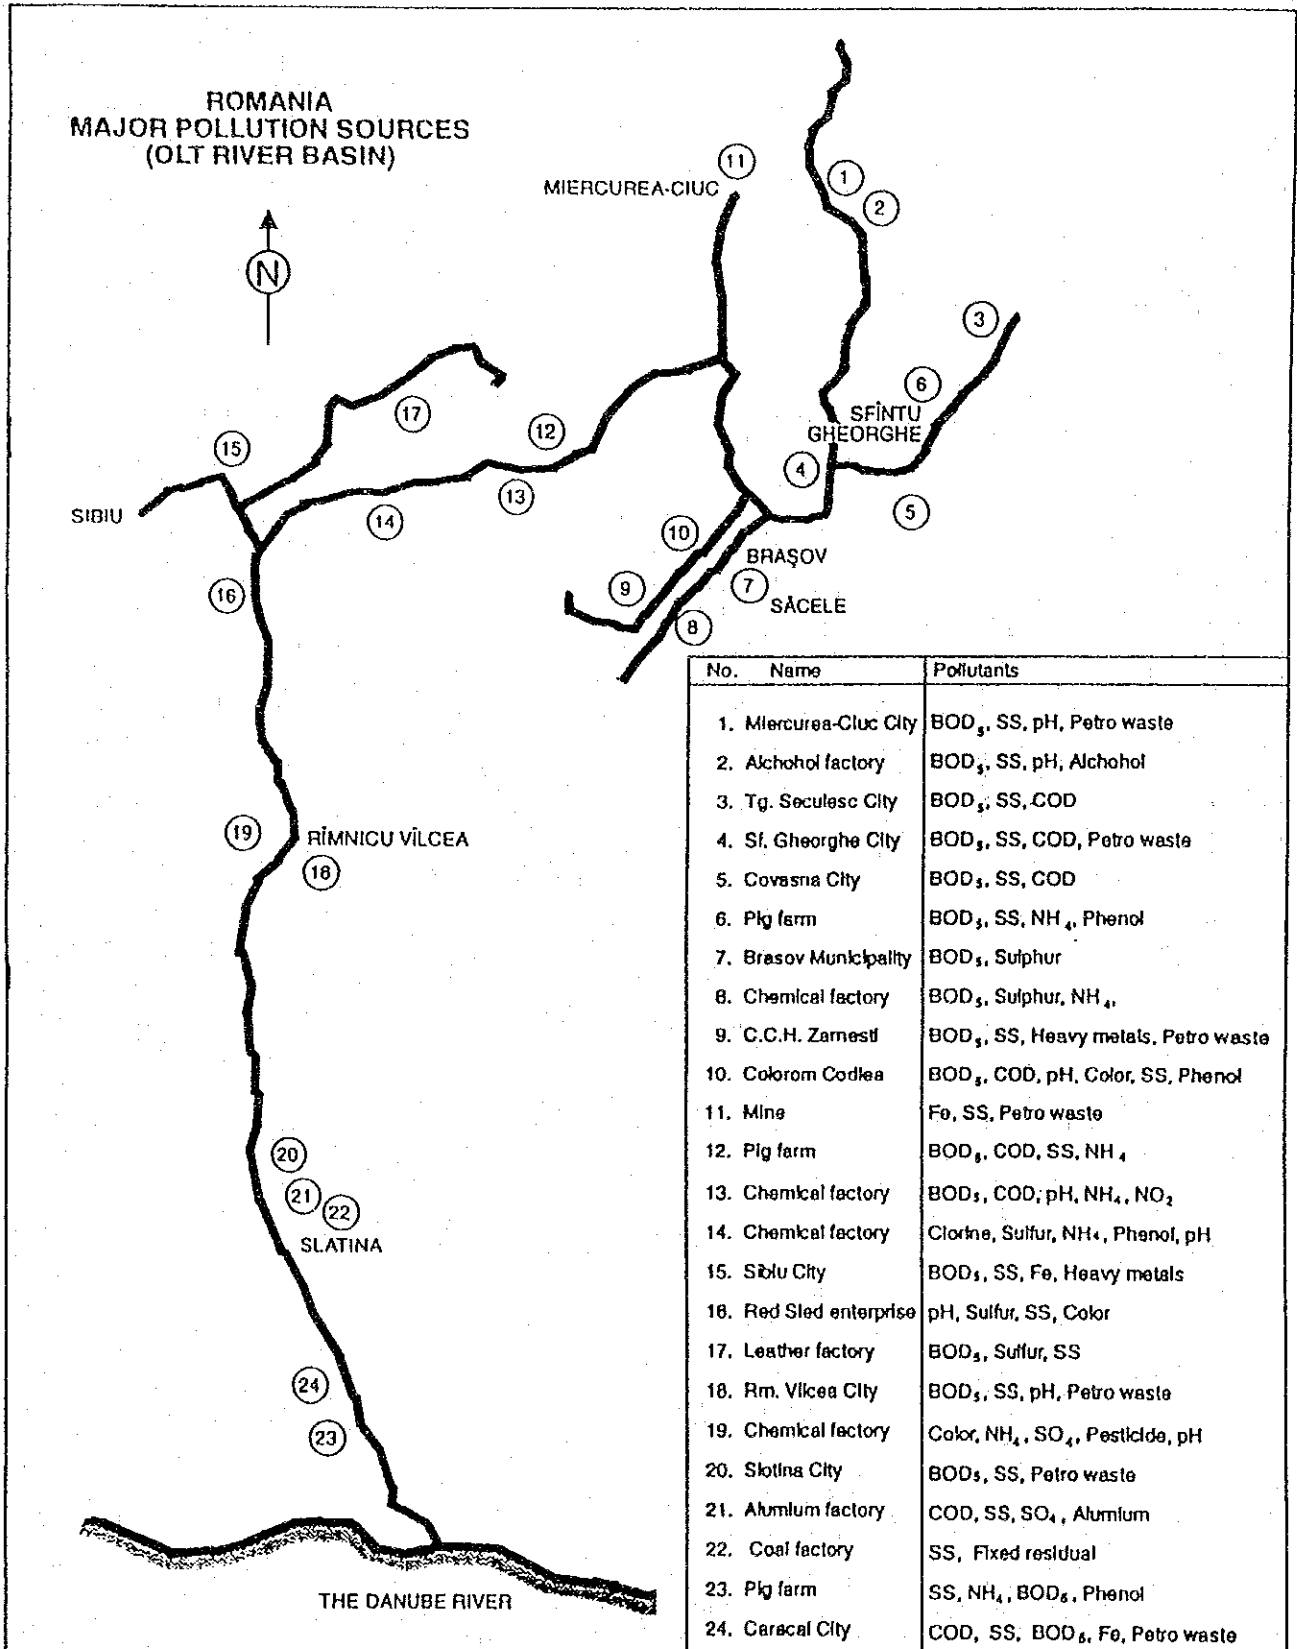 ROMANIA
MAJOR POLLUTION SOURCES
(OLT RIVER BASIN)
N
11
MIERCUREA-CIUC
1
2
3
6
17
SFÎNTU
GHEORGHE
12
15
4
13
14
5
SIBIU
10
BRAŞOV
9
7
16
SĂCELE
8
19
RÎMNICU VÎLCEA
18
20
21
22
SLATINA
24
23
THE DANUBE RIVER
No. Name Pollutants
1. Miercurea-Ciuc City BOD₅, SS, pH, Petro waste
2. Alchohol factory BOD₅, SS, pH, Alchohol
3. Tg. Seculesc City BOD₅, SS, COD
4. Sf. Gheorghe City BOD₅, SS, COD, Petro waste
5. Covasna City BOD₅, SS, COD
6. Pig farm BOD₅, SS, NH₄, Phenol
7. Brasov Municipality BOD₅, Sulphur
8. Chemical factory BOD₅, Sulphur, NH₄,
9. C.C.H. Zarnesti BOD₅, SS, Heavy metals, Petro waste
10. Colorom Codlea BOD₅, COD, pH, Color, SS, Phenol
11. Mine Fe, SS, Petro waste
12. Pig farm BOD₅, COD, SS, NH₄
13. Chemical factory BOD₅, COD, pH, NH₄, NO₂
14. Chemical factory Clorine, Sulfur, NH₄, Phenol, pH
15. Sibiu City BOD₅, SS, Fe, Heavy metals
16. Red Sled enterprise pH, Sulfur, SS, Color
17. Leather factory BOD₅, Sulfur, SS
18. Rm. Vilcea City BOD₅, SS, pH, Petro waste
19. Chemical factory Color, NH₄, SO₄, Pesticide, pH
20. Slotina City BOD₅, SS, Petro waste
21. Alumium factory COD, SS, SO₄, Alumium
22. Coal factory SS, Fixed residual
23. Pig farm SS, NH₄, BOD₅, Phenol
24. Caracal City COD, SS, BOD₅, Fe, Petro waste